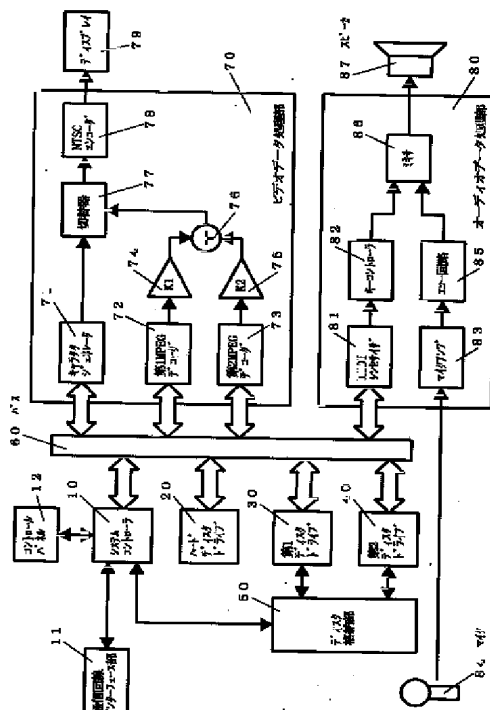 11
通信回線
インターフェース部
コントロール
パネル
12
システム
コントローラ
10
ハード
ディスク
ドライブ
20
第1
ディスク
ドライブ
30
第2
ディスク
ドライブ
40
ディスク
格納部
50
バス
60
キャラクタ
ジェネレータ
71
第1MPEG
デコーダ
72
第2MPEG
デコーダ
73
K1
74
K2
75
76
切替器
77
NTSC
エンコーダ
78
ディスプレイ
79
ビデオデータ処理部
70
MIDI
シンセサイザ
81
キーコントローラ
82
マイクアンプ
83
エコー回路
85
ミキサ
86
スピーカ
87
オーディオデータ処理部
80
84
マイク